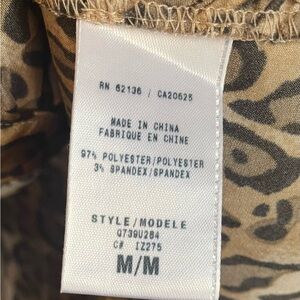 RN 62136 / CA20625
MADE IN CHINA
FABRIQUE EN CHINE
97% POLYESTER/POLYESTER
3% SPANDEX/SPANDEX
STYLE/MODELE
Q739U284
C# IZ275
M/M